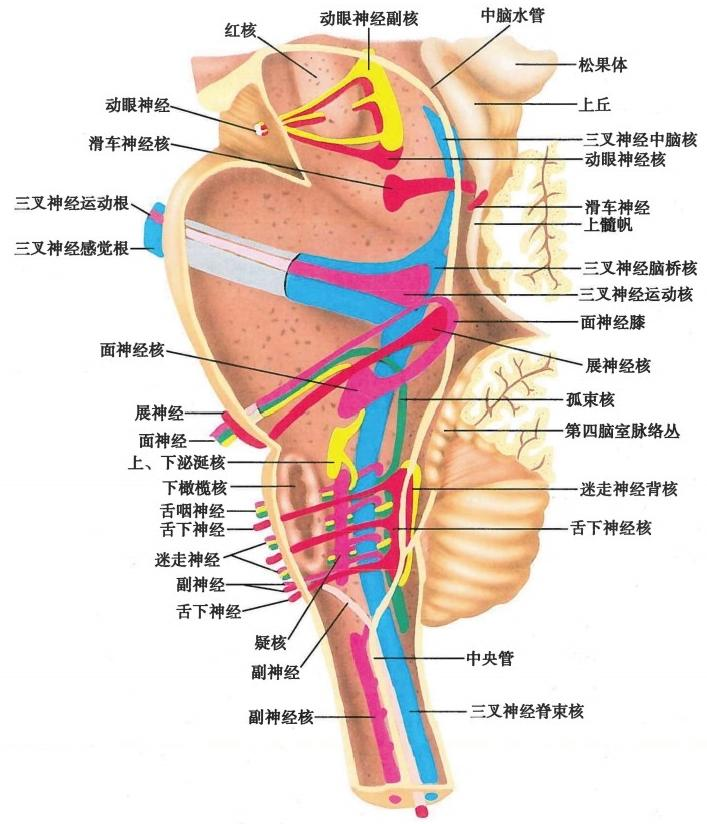 动眼神经副核
中脑水管
红核
松果体
动眼神经
上丘
滑车神经核
三叉神经中脑核
动眼神经核
三叉神经运动根
滑车神经
上髓帆
三叉神经感觉根
三叉神经脑桥核
三叉神经运动核
面神经膝
面神经核
展神经核
孤束核
展神经
第四脑室脉络丛
面神经
上、下泌涎核
下橄榄核
迷走神经背核
舌咽神经
舌下神经
舌下神经核
迷走神经
副神经
舌下神经
疑核
副神经
中央管
副神经核
三叉神经脊束核